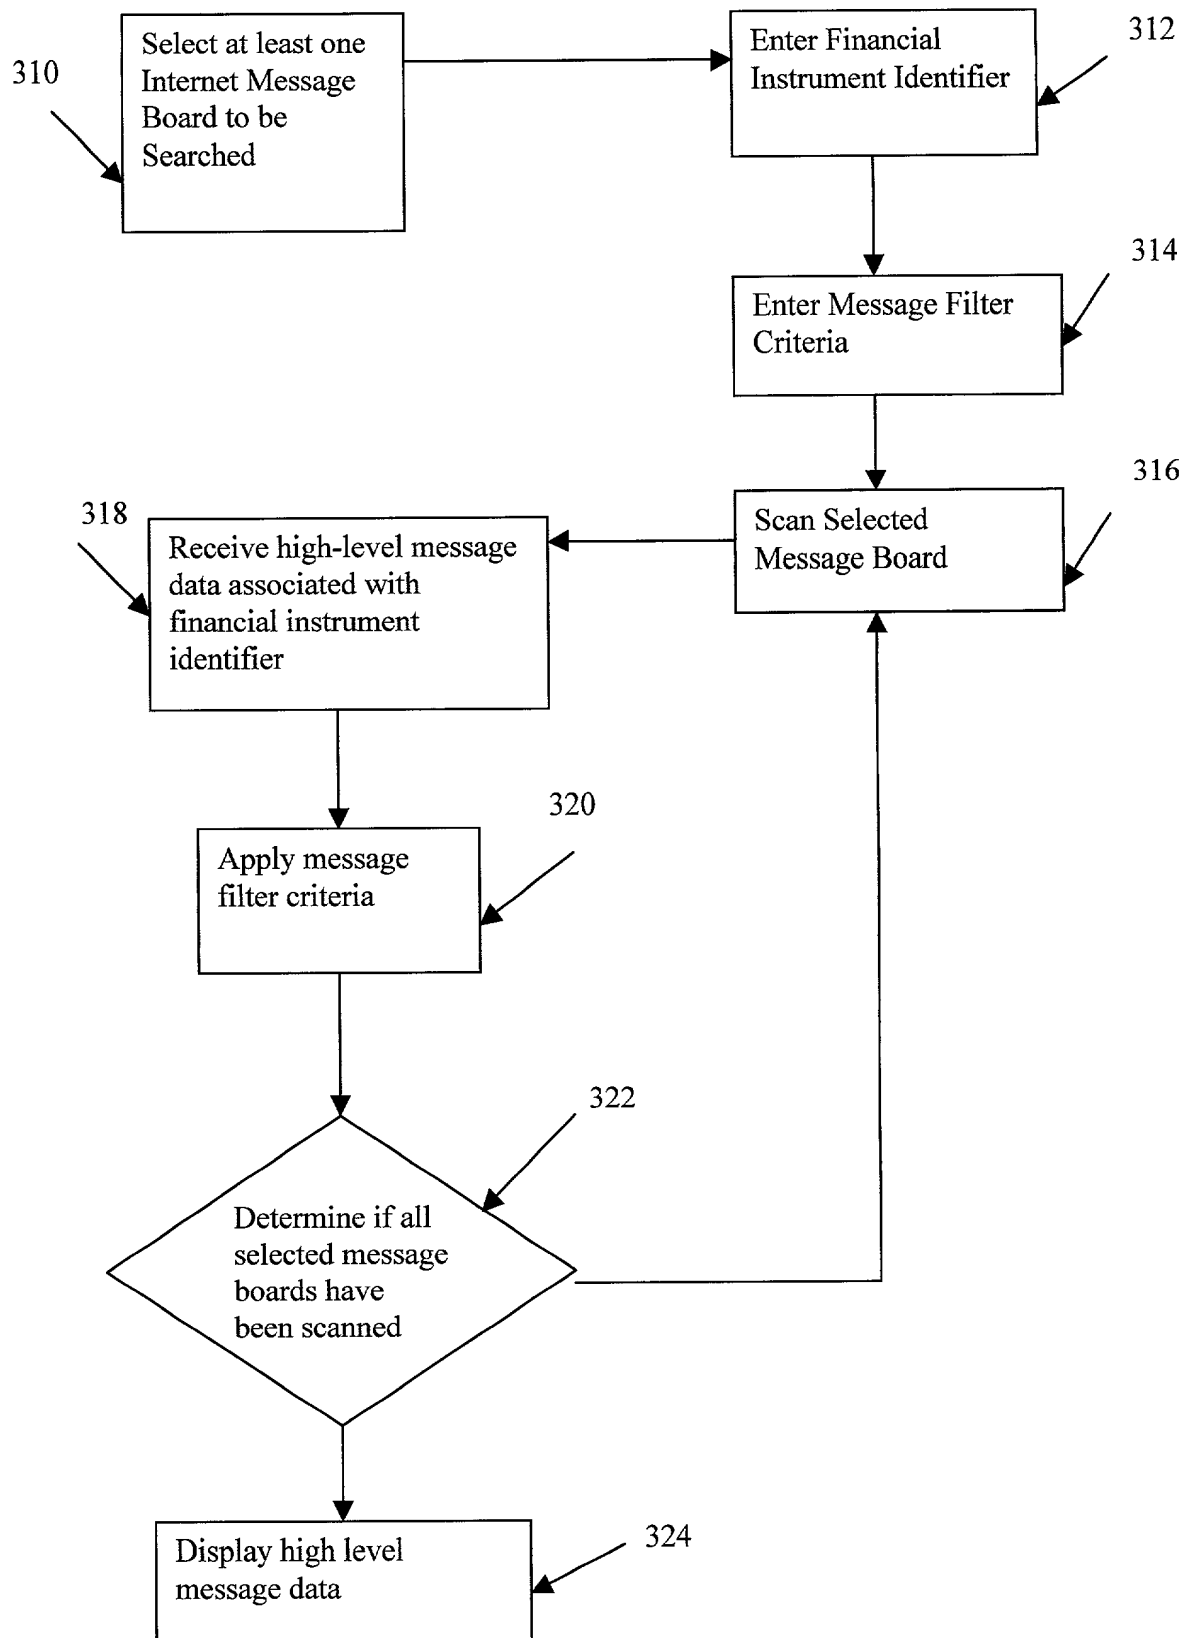 310
Select at least one
Internet Message
Board to be
Searched
Enter Financial
Instrument Identifier
312
314
Enter Message Filter
Criteria
316
Scan Selected
Message Board
318
Receive high-level message
data associated with
financial instrument
identifier
320
Apply message
filter criteria
322
Determine if all
selected message
boards have
been scanned
Display high level
message data
324